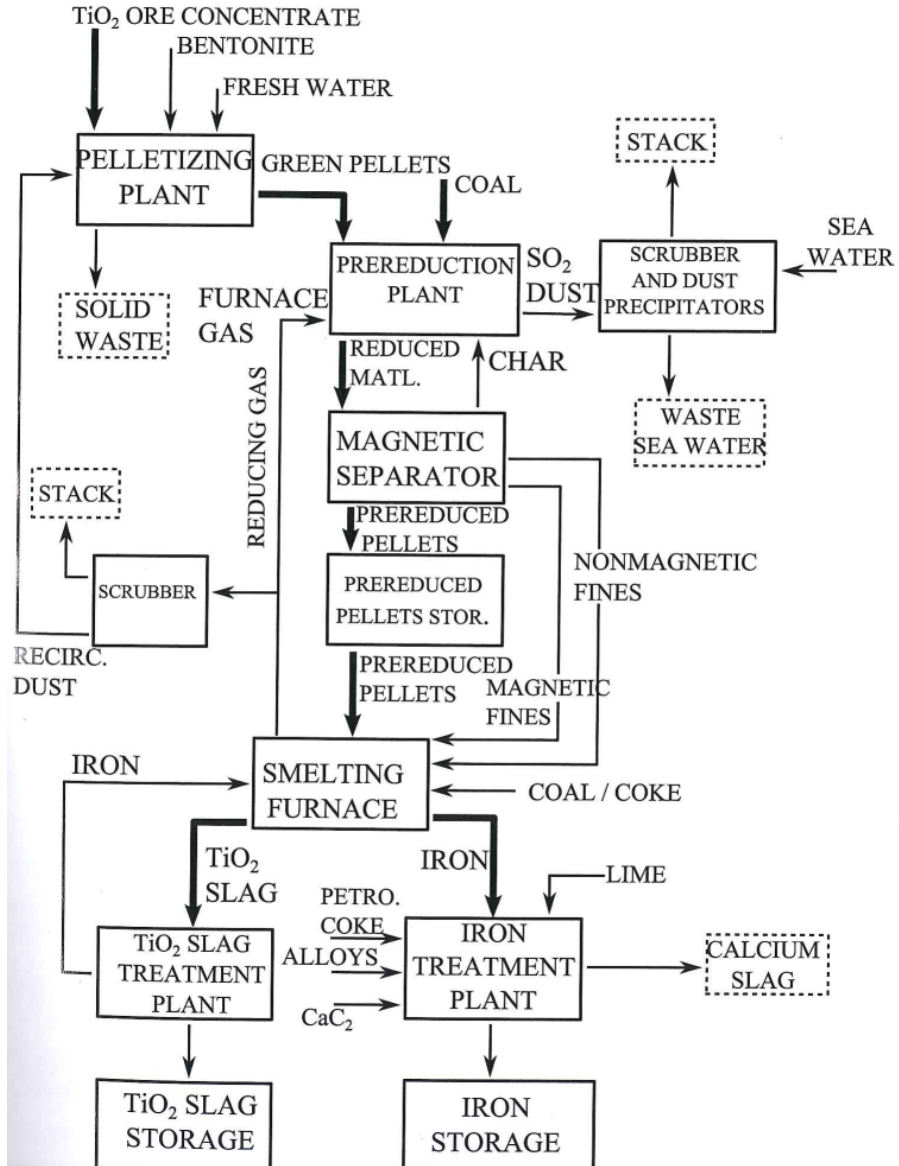 TiO₂ ORE CONCENTRATE
BENTONITE
FRESH WATER
PELLETIZING
PLANT
GREEN PELLETS
COAL
STACK
SEA
WATER
SOLID
WASTE
FURNACE
GAS
PREREDUCTION
PLANT
SO₂
DUST
SCRUBBER
AND DUST
PRECIPITATORS
REDUCED
MATL.
CHAR
WASTE
SEA WATER
REDUCING GAS
MAGNETIC
SEPARATOR
STACK
PREREDUCED
PELLETS
NONMAGNETIC
FINES
SCRUBBER
PREREDUCED
PELLETS STOR.
RECIRC.
DUST
PREREDUCED
PELLETS
MAGNETIC
FINES
IRON
SMELTING
FURNACE
COAL / COKE
TiO₂
SLAG
IRON
LIME
PETRO.
COKE
ALLOYS
CaC₂
TiO₂ SLAG
TREATMENT
PLANT
IRON
TREATMENT
PLANT
CALCIUM
SLAG
TiO₂ SLAG
STORAGE
IRON
STORAGE